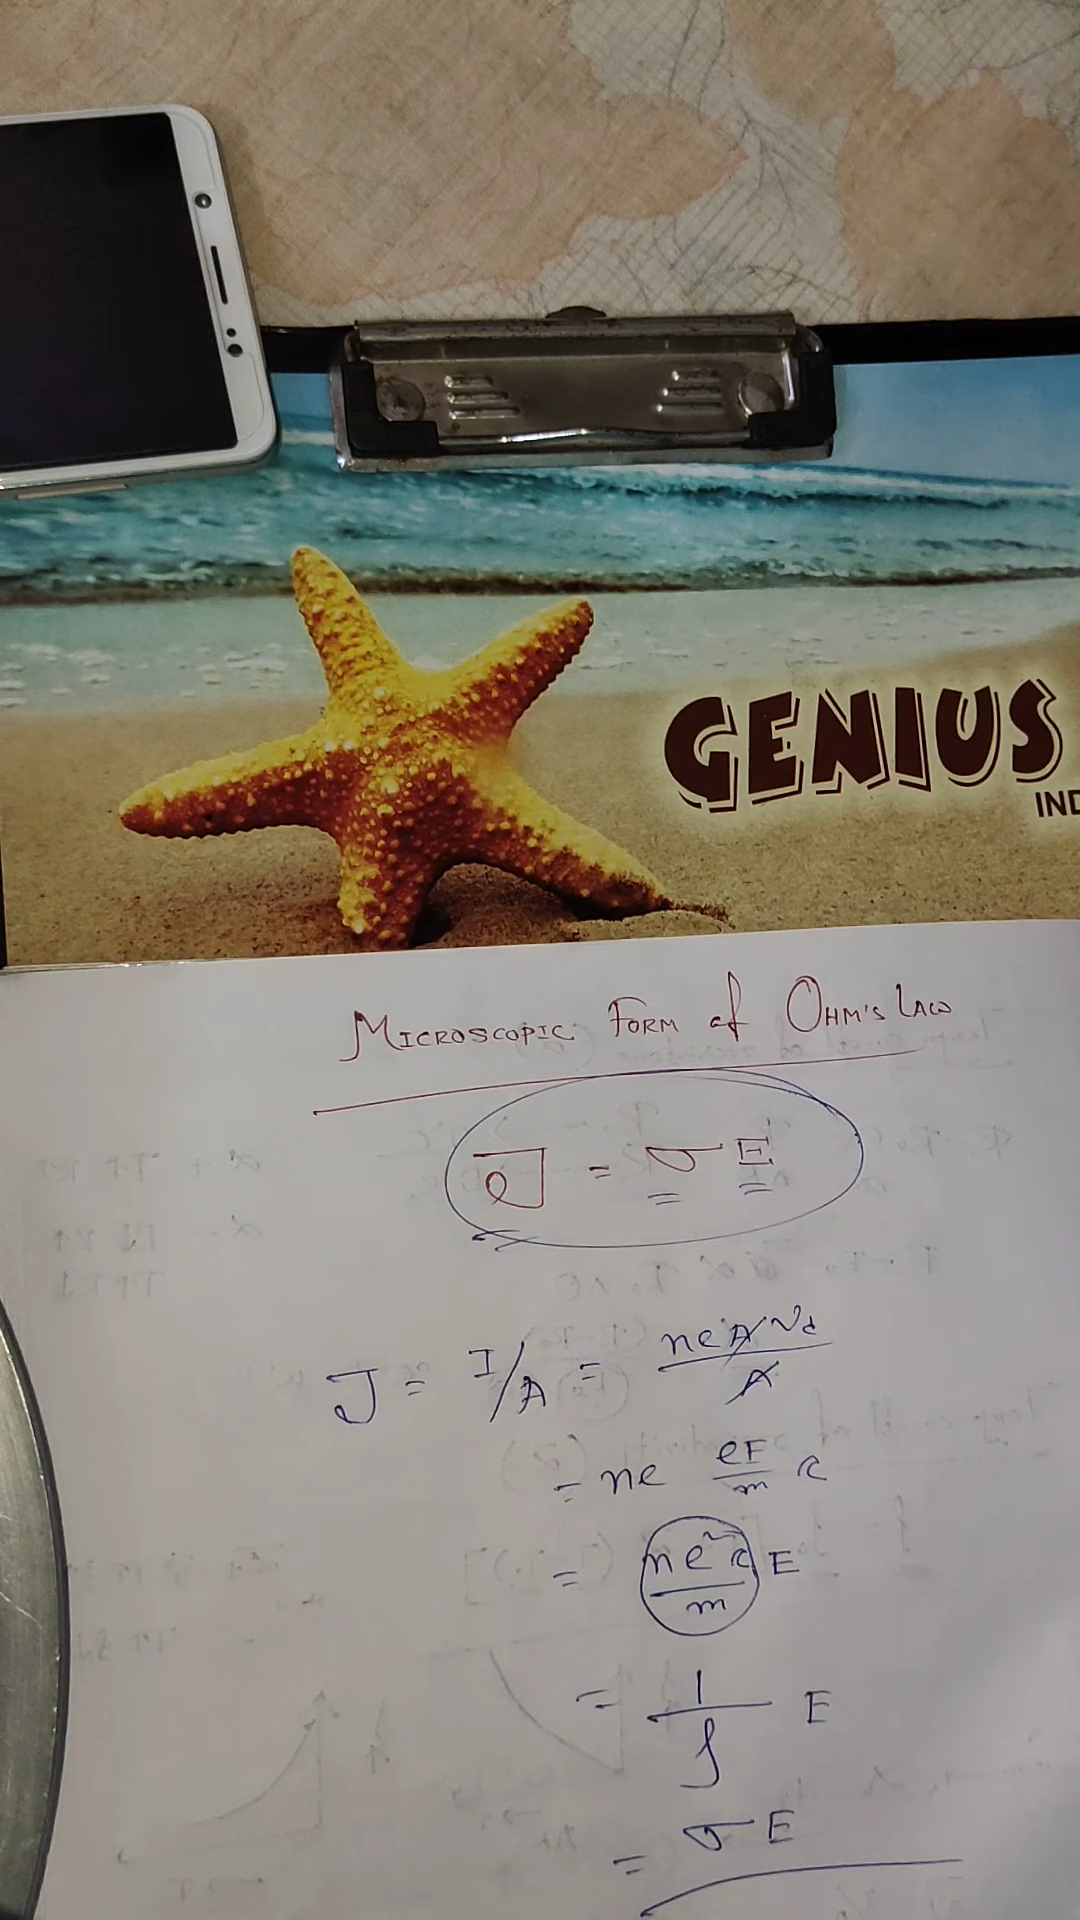 GENIUS
IND
MICROSCOPIC FORM of OHM'S LAW
J = σ E
J = I/A = neAVd/A
= ne eE/m τ
= ne²τ/m E
= 1/ρ E
= σ E